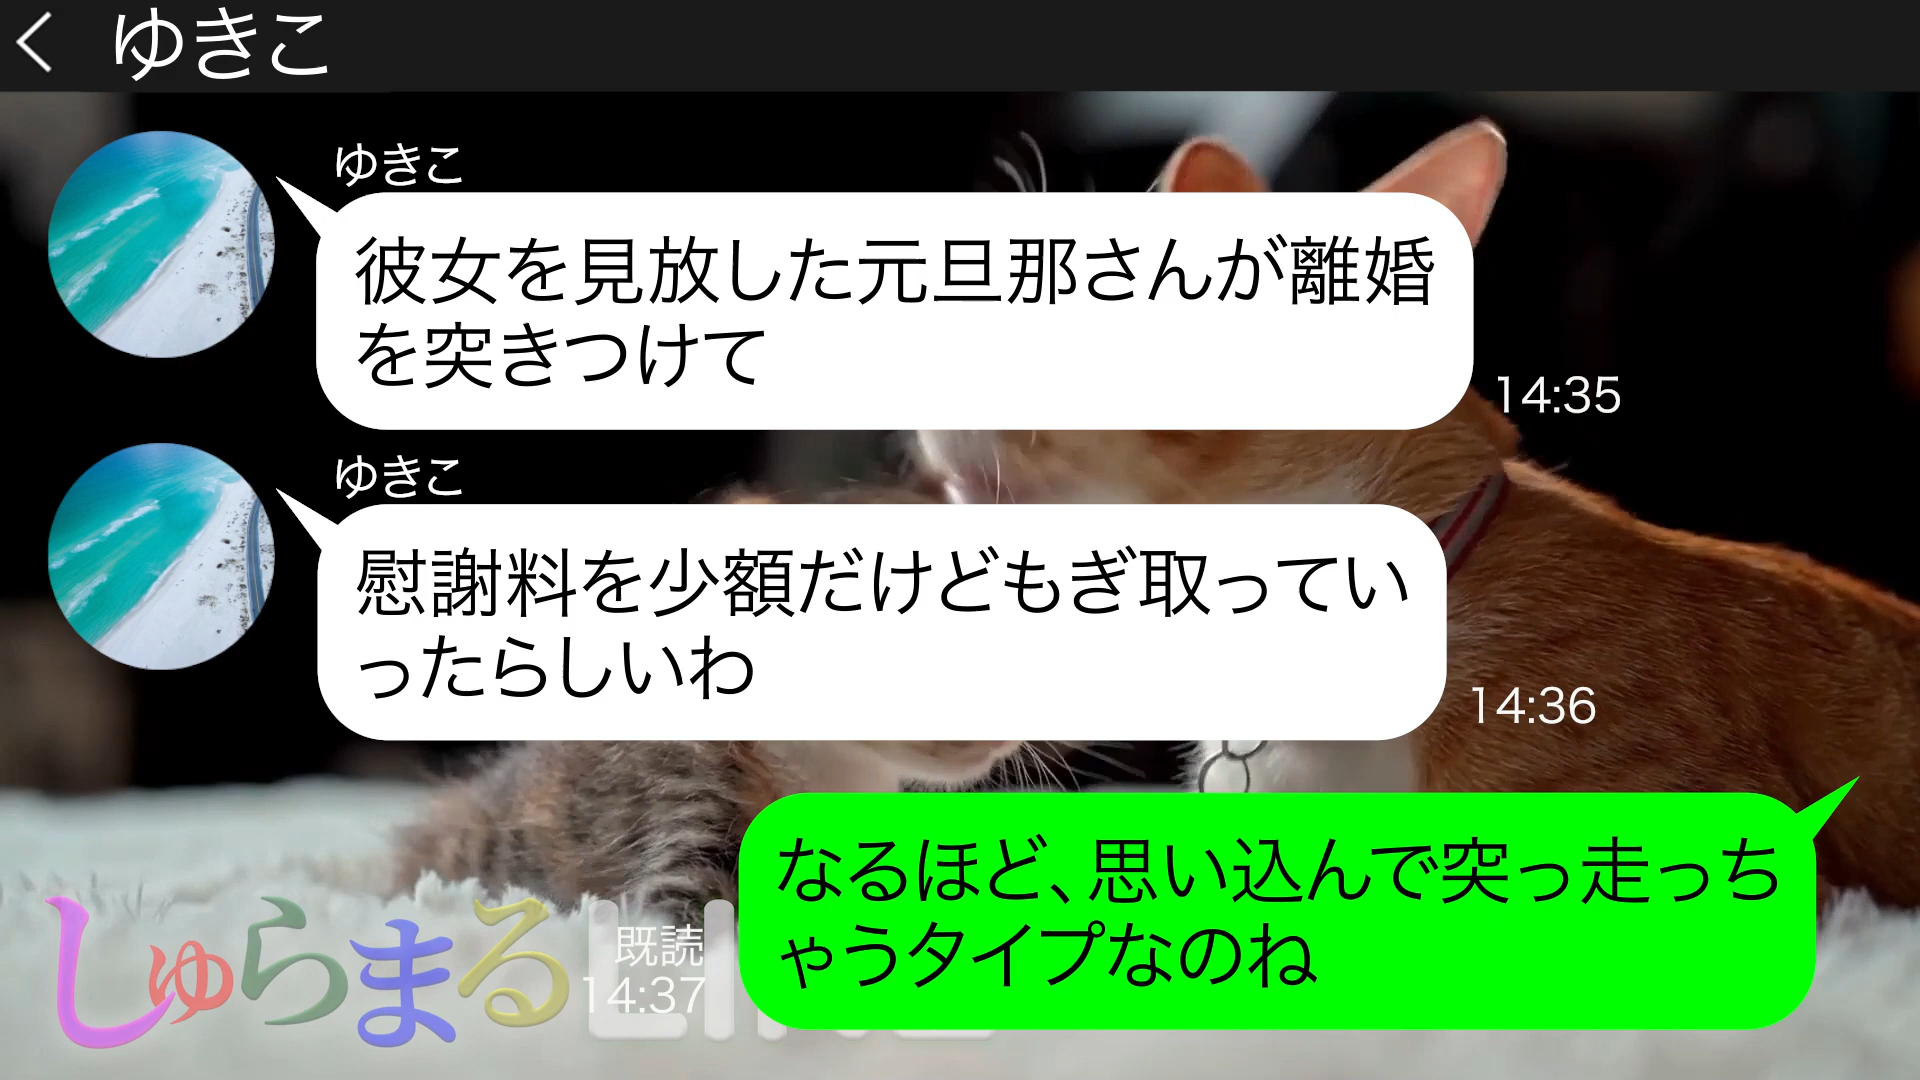 ゆきこ
ゆきこ
彼女を見放した元旦那さんが離婚
を突きつけて
14:35
ゆきこ
慰謝料を少額だけどもぎ取ってい
ったらしいわ
14:36
なるほど、思い込んで突っ走っち
ゃうタイプなのね
既読
14:37
しゅらまる
LINE